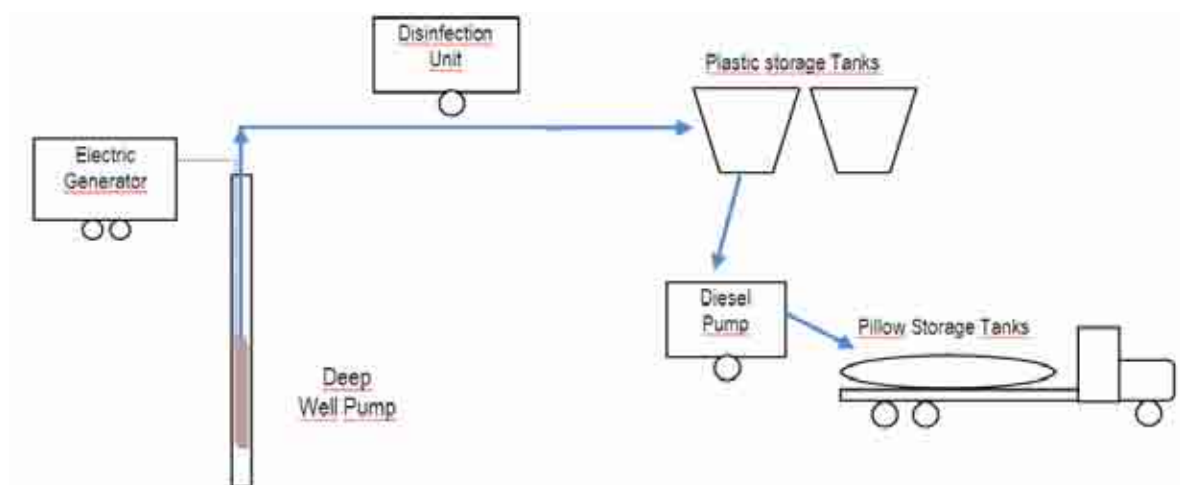 Disinfection
Unit
Plastic storage Tanks
Electric
Generator
Diesel
Pump
Pillow Storage Tanks
Deep
Well Pump